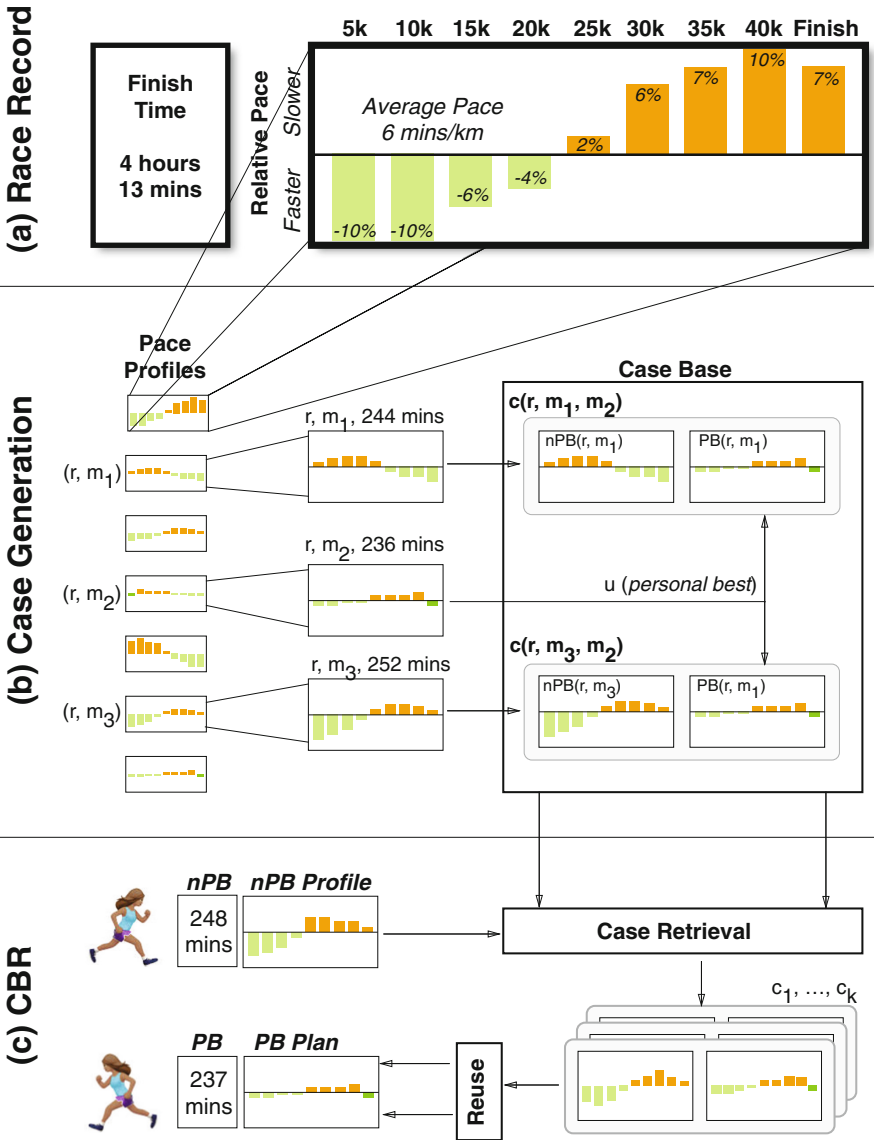 (a) Race Record
Finish
Time
4 hours
13 mins
Relative Pace
Slower
Faster
5k 10k 15k 20k 25k 30k 35k 40k Finish
Average Pace
6 mins/km
-10% -10% -6% -4% 2% 6% 7% 10% 7%
(b) Case Generation
Pace
Profiles
(r, m1)
(r, m2)
(r, m3)
r, m1, 244 mins
r, m2, 236 mins
r, m3, 252 mins
Case Base
c(r, m1, m2)
nPB(r, m1) PB(r, m1)
u (personal best)
c(r, m3, m2)
nPB(r, m3) PB(r, m1)
(c) CBR
nPB nPB Profile
248
mins
Case Retrieval
c1, ..., ck
PB PB Plan
237
mins
Reuse